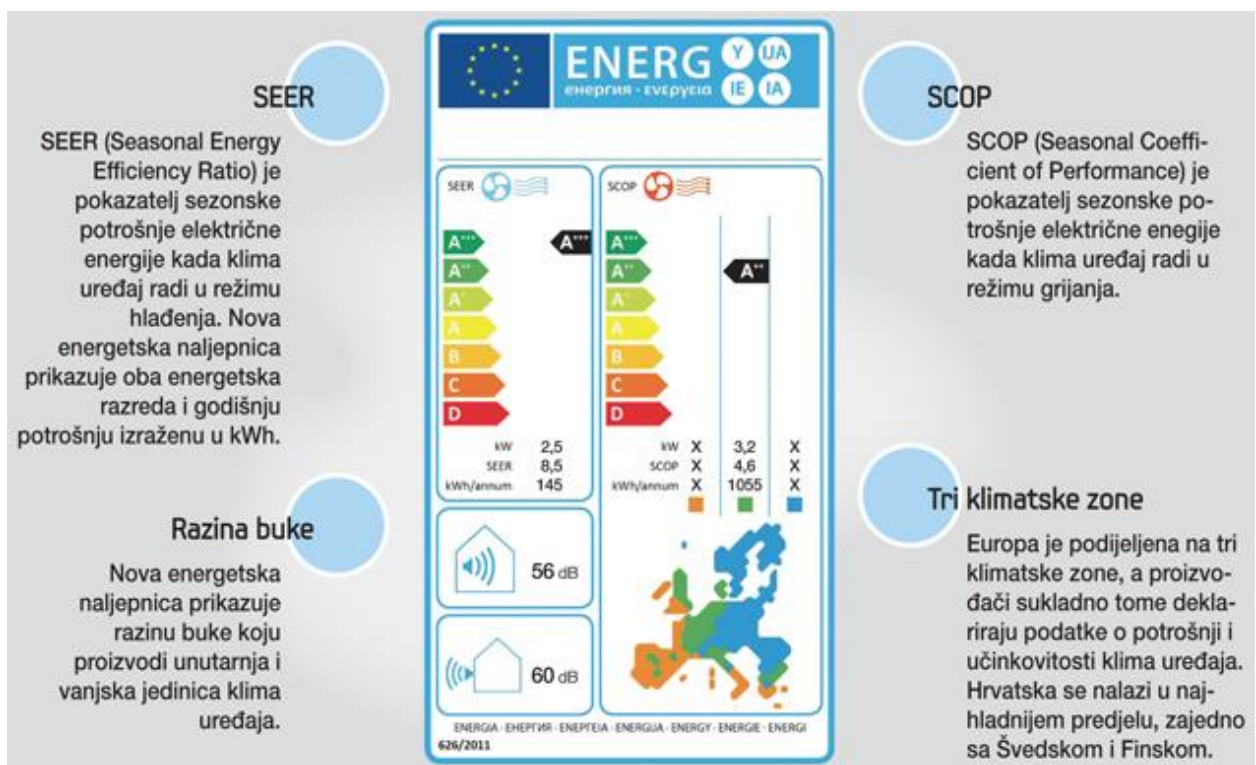 SEER
SEER (Seasonal Energy
Efficiency Ratio) je
pokazatelj sezonske
potrošnje električne
energije kada klima
uređaj radi u režimu
hlađenja. Nova
energetska naljepnica
prikazuje oba energetska
razreda i godišnju
potrošnju izraženu u kWh.
Razina buke
Nova energetska
naljepnica prikazuje
razinu buke koju
proizvodi unutarnja i
vanjska jedinica klima
uređaja.
ENERG Y IJA
енергия · ενεργεια IE IA
SEER
A+++ A+++
A++
A+
A
B
C
D
kW 2,5
SEER 8,5
kWh/annum 145
SCOP
A+++
A++ A++
A+
A
B
C
D
kW X 3,2 X
SCOP X 4,6 X
kWh/annum X 1055 X
56 dB
60 dB
ENERGIA · ЕНЕРГИЯ · ΕΝΕΡΓΕΙΑ · ENERGIJA · ENERGY · ENERGIE · ENERGI
626/2011
SCOP
SCOP (Seasonal Coeffi-
cient of Performance) je
pokazatelj sezonske po-
trošnje električne enegije
kada klima uređaj radi u
režimu grijanja.
Tri klimatske zone
Europa je podijeljena na tri
klimatske zone, a proizvo-
đači sukladno tome dekla-
riraju podatke o potrošnji i
učinkovitosti klima uređaja.
Hrvatska se nalazi u naj-
hladnijem predjelu, zajedno
sa Švedskom i Finskom.